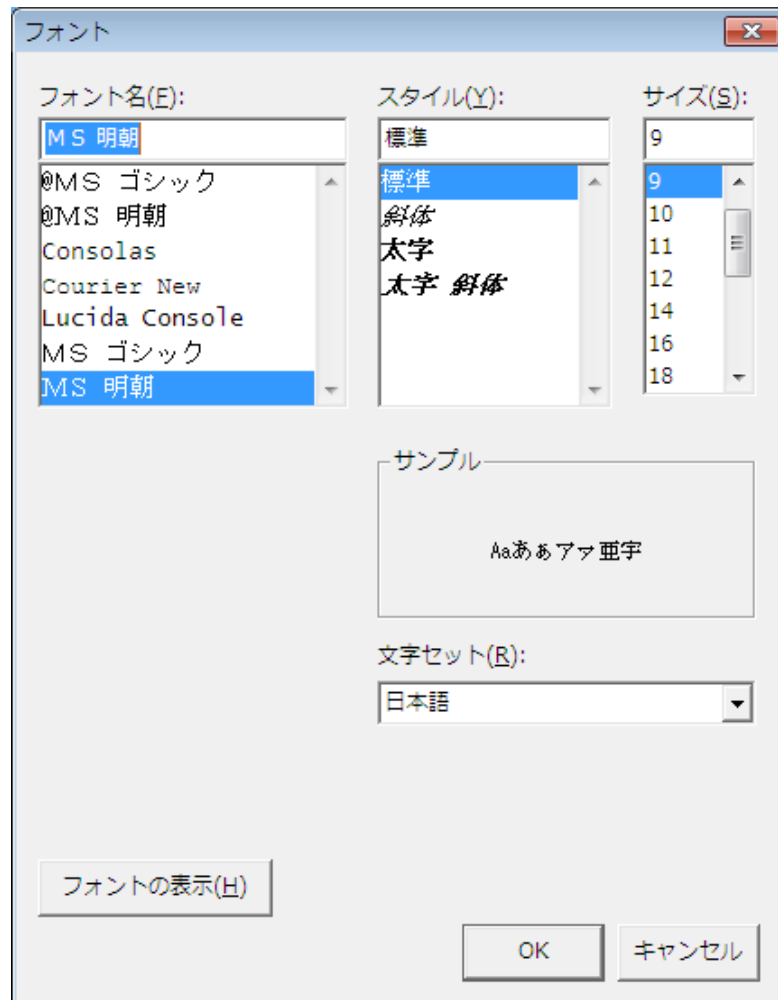 フォント
フォント名(F):
ＭＳ 明朝
@ＭＳ ゴシック
@ＭＳ 明朝
Consolas
Courier New
Lucida Console
ＭＳ ゴシック
ＭＳ 明朝
スタイル(Y):
標準
標準
斜体
太字
太字 斜体
サイズ(S):
9
9
10
11
12
14
16
18
サンプル
Aaあぁアァ亜宇
文字セット(R):
日本語
フォントの表示(H)
OK
キャンセル